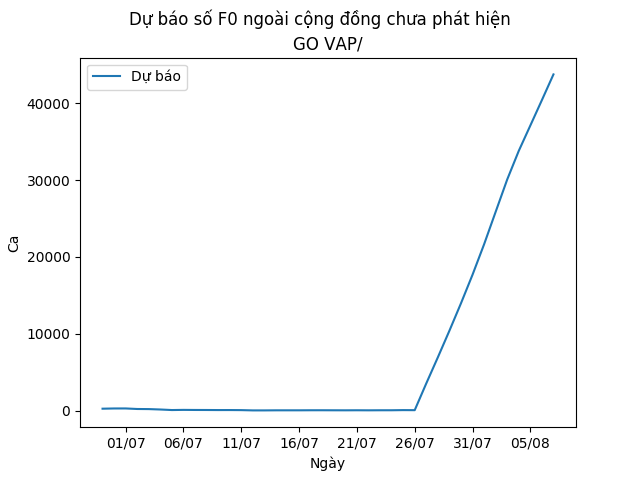 Dự báo số F0 ngoài cộng đồng chưa phát hiện
GO VAP/
Dự báo
40000
30000
20000
10000
0
Ca
01/07 06/07 11/07 16/07 21/07 26/07 31/07 05/08
Ngày